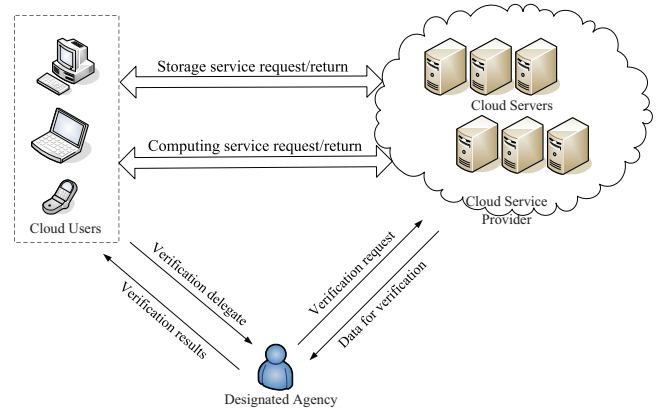 Storage service request/return
Cloud Servers
Computing service request/return
Cloud Users
Cloud Service
Provider
Verification delegate
Verification results
Verification request
Data for verification
Designated Agency